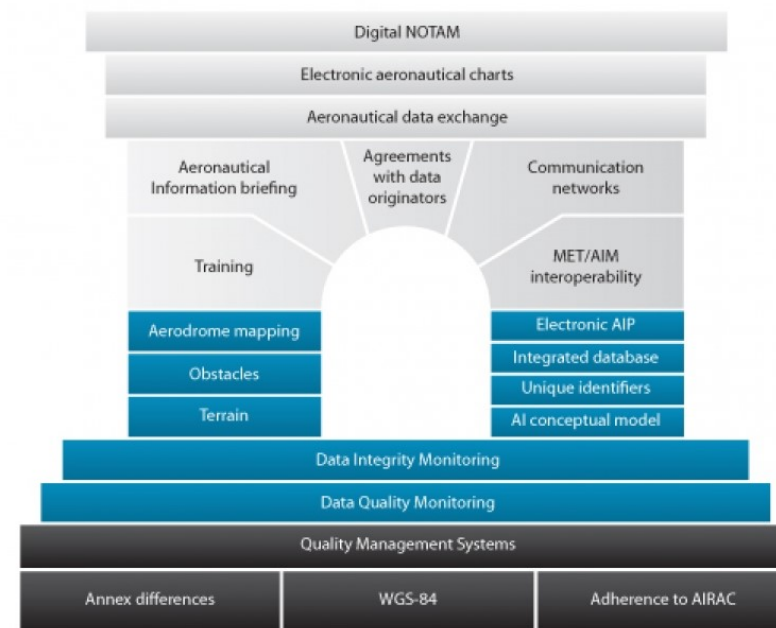 Digital NOTAM
Electronic aeronautical charts
Aeronautical data exchange
Aeronautical
Information briefing
Agreements
with data
originators
Communication
networks
Training
MET/AIM
interoperability
Aerodrome mapping
Obstacles
Terrain
Electronic AIP
Integrated database
Unique identifiers
AI conceptual model
Data Integrity Monitoring
Data Quality Monitoring
Quality Management Systems
Annex differences
WGS-84
Adherence to AIRAC